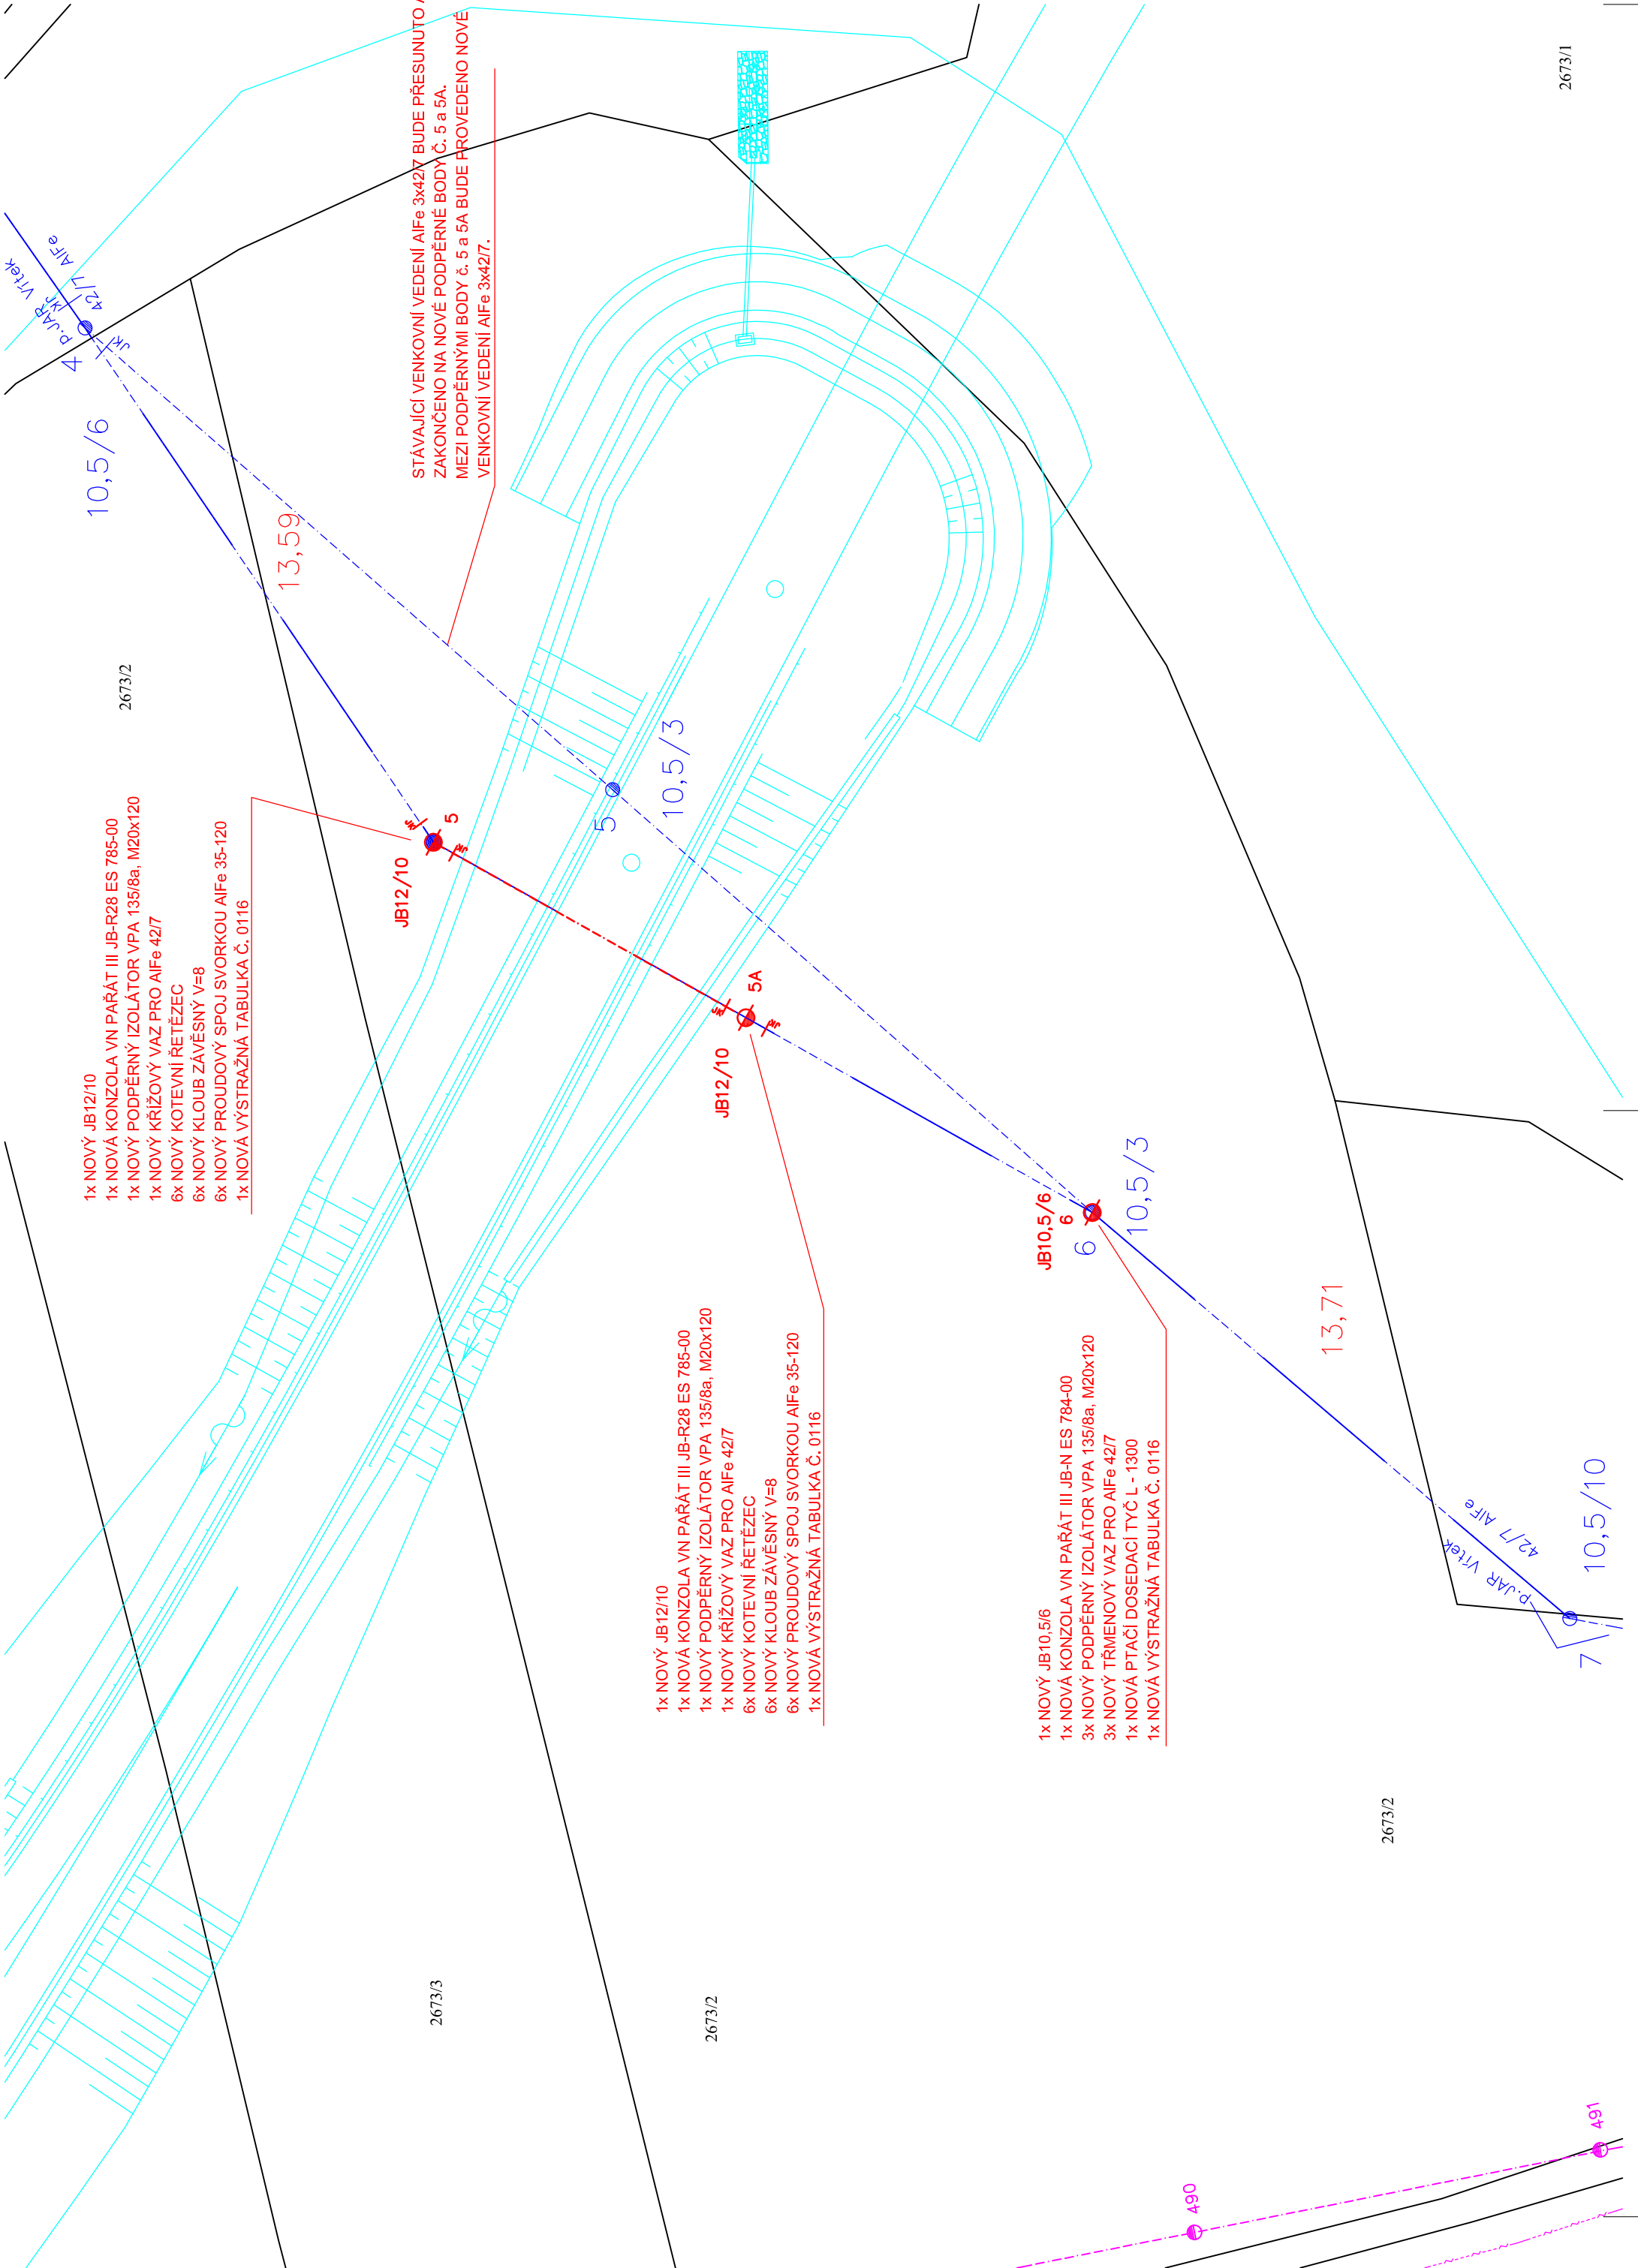 STÁVAJÍCÍ VENKOVNÍ VEDENÍ AlFe 3x42/7 BUDE PŘESUNUTO
ZAKONČENO NA NOVÉ PODPĚRNÉ BODY Č. 5 a 5A.
MEZI PODPĚRNÝMI BODY č. 5 a 5A BUDE PROVEDENO NOVÉ
VENKOVNÍ VEDENÍ AlFe 3x42/7.
1x NOVÝ JB12/10
1x NOVÁ KONZOLA VN PAŘÁT III JB-R28 ES 785-00
1x NOVÝ PODPĚRNÝ IZOLÁTOR VPA 135/8a, M20x120
1x NOVÝ KŘÍŽOVÝ VAZ PRO AlFe 42/7
6x NOVÝ KOTEVNÍ ŘETĚZEC
6x NOVÝ KLOUB ZÁVĚSNÝ V=8
6x NOVÝ PROUDOVÝ SPOJ SVORKOU AlFe 35-120
1x NOVÁ VÝSTRAŽNÁ TABULKA Č. 0116
1x NOVÝ JB12/10
1x NOVÁ KONZOLA VN PAŘÁT III JB-R28 ES 785-00
1x NOVÝ PODPĚRNÝ IZOLÁTOR VPA 135/8a, M20x120
1x NOVÝ KŘÍŽOVÝ VAZ PRO AlFe 42/7
6x NOVÝ KOTEVNÍ ŘETĚZEC
6x NOVÝ KLOUB ZÁVĚSNÝ V=8
6x NOVÝ PROUDOVÝ SPOJ SVORKOU AlFe 35-120
1x NOVÁ VÝSTRAŽNÁ TABULKA Č. 0116
1x NOVÝ JB10,5/6
1x NOVÁ KONZOLA VN PAŘÁT III JB-N ES 784-00
3x NOVÝ PODPĚRNÝ IZOLÁTOR VPA 135/8a, M20x120
3x NOVÝ TŘMENOVÝ VAZ PRO AlFe 42/7
1x NOVÁ PTAČÍ DOSEDACÍ TYČ L - 1300
1x NOVÁ VÝSTRAŽNÁ TABULKA Č. 0116
P.JAR Vítek
42/7 AlFe
JK
JK
4
10,5/6
13,59
2673/2
JB12/10
5
JK
JK
5
10,5/3
JB12/10
5A
JK
JK
JB10,5/6
6
6
10,5/3
13,71
P.JAR Vítek
42/7 AlFe
7
10,5/10
2673/1
2673/3
2673/2
2673/2
490
491